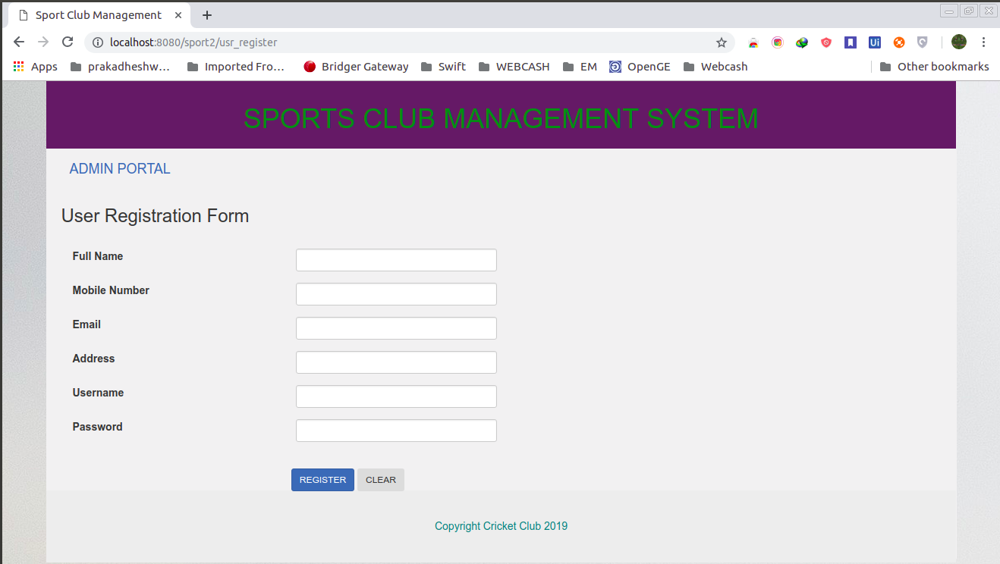 Sport Club Management
localhost:8080/sport2/usr_register
Apps prakadheshw... Imported Fro... Bridger Gateway Swift WEBCASH EM OpenGE Webcash Other bookmarks
Ui
SPORTS CLUB MANAGEMENT SYSTEM
ADMIN PORTAL
User Registration Form
Full Name
Mobile Number
Email
Address
Username
Password
REGISTER CLEAR
Copyright Cricket Club 2019